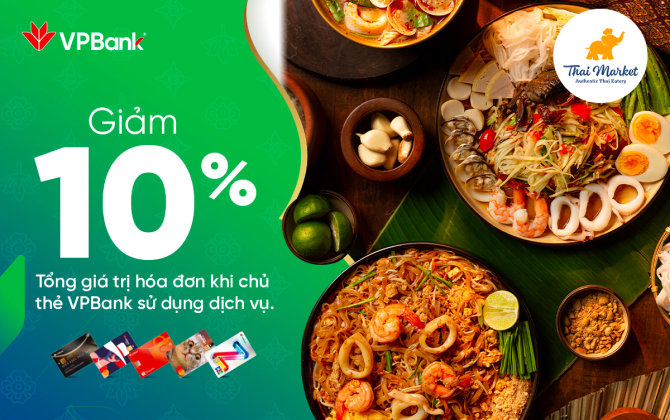 VPBank
Thai Market
Authentic Thai Eatery
Giảm
10%
Tổng giá trị hóa đơn khi chủ
thẻ VPBank sử dụng dịch vụ.